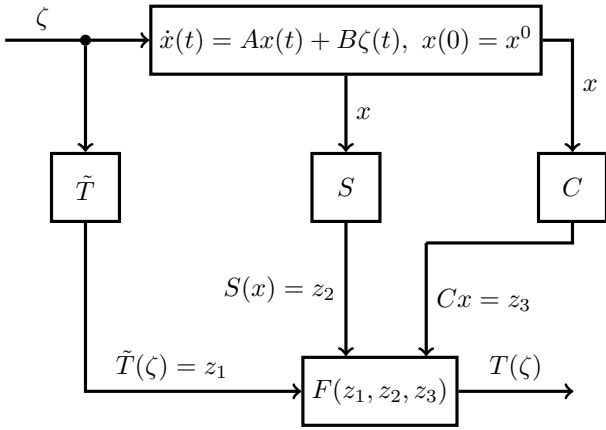 ζ
ẋ(t) = Ax(t) + Bζ(t), x(0) = x⁰
x
x
T̃
S
C
S(x) = z₂
Cx = z₃
T̃(ζ) = z₁
F(z₁, z₂, z₃)
T(ζ)